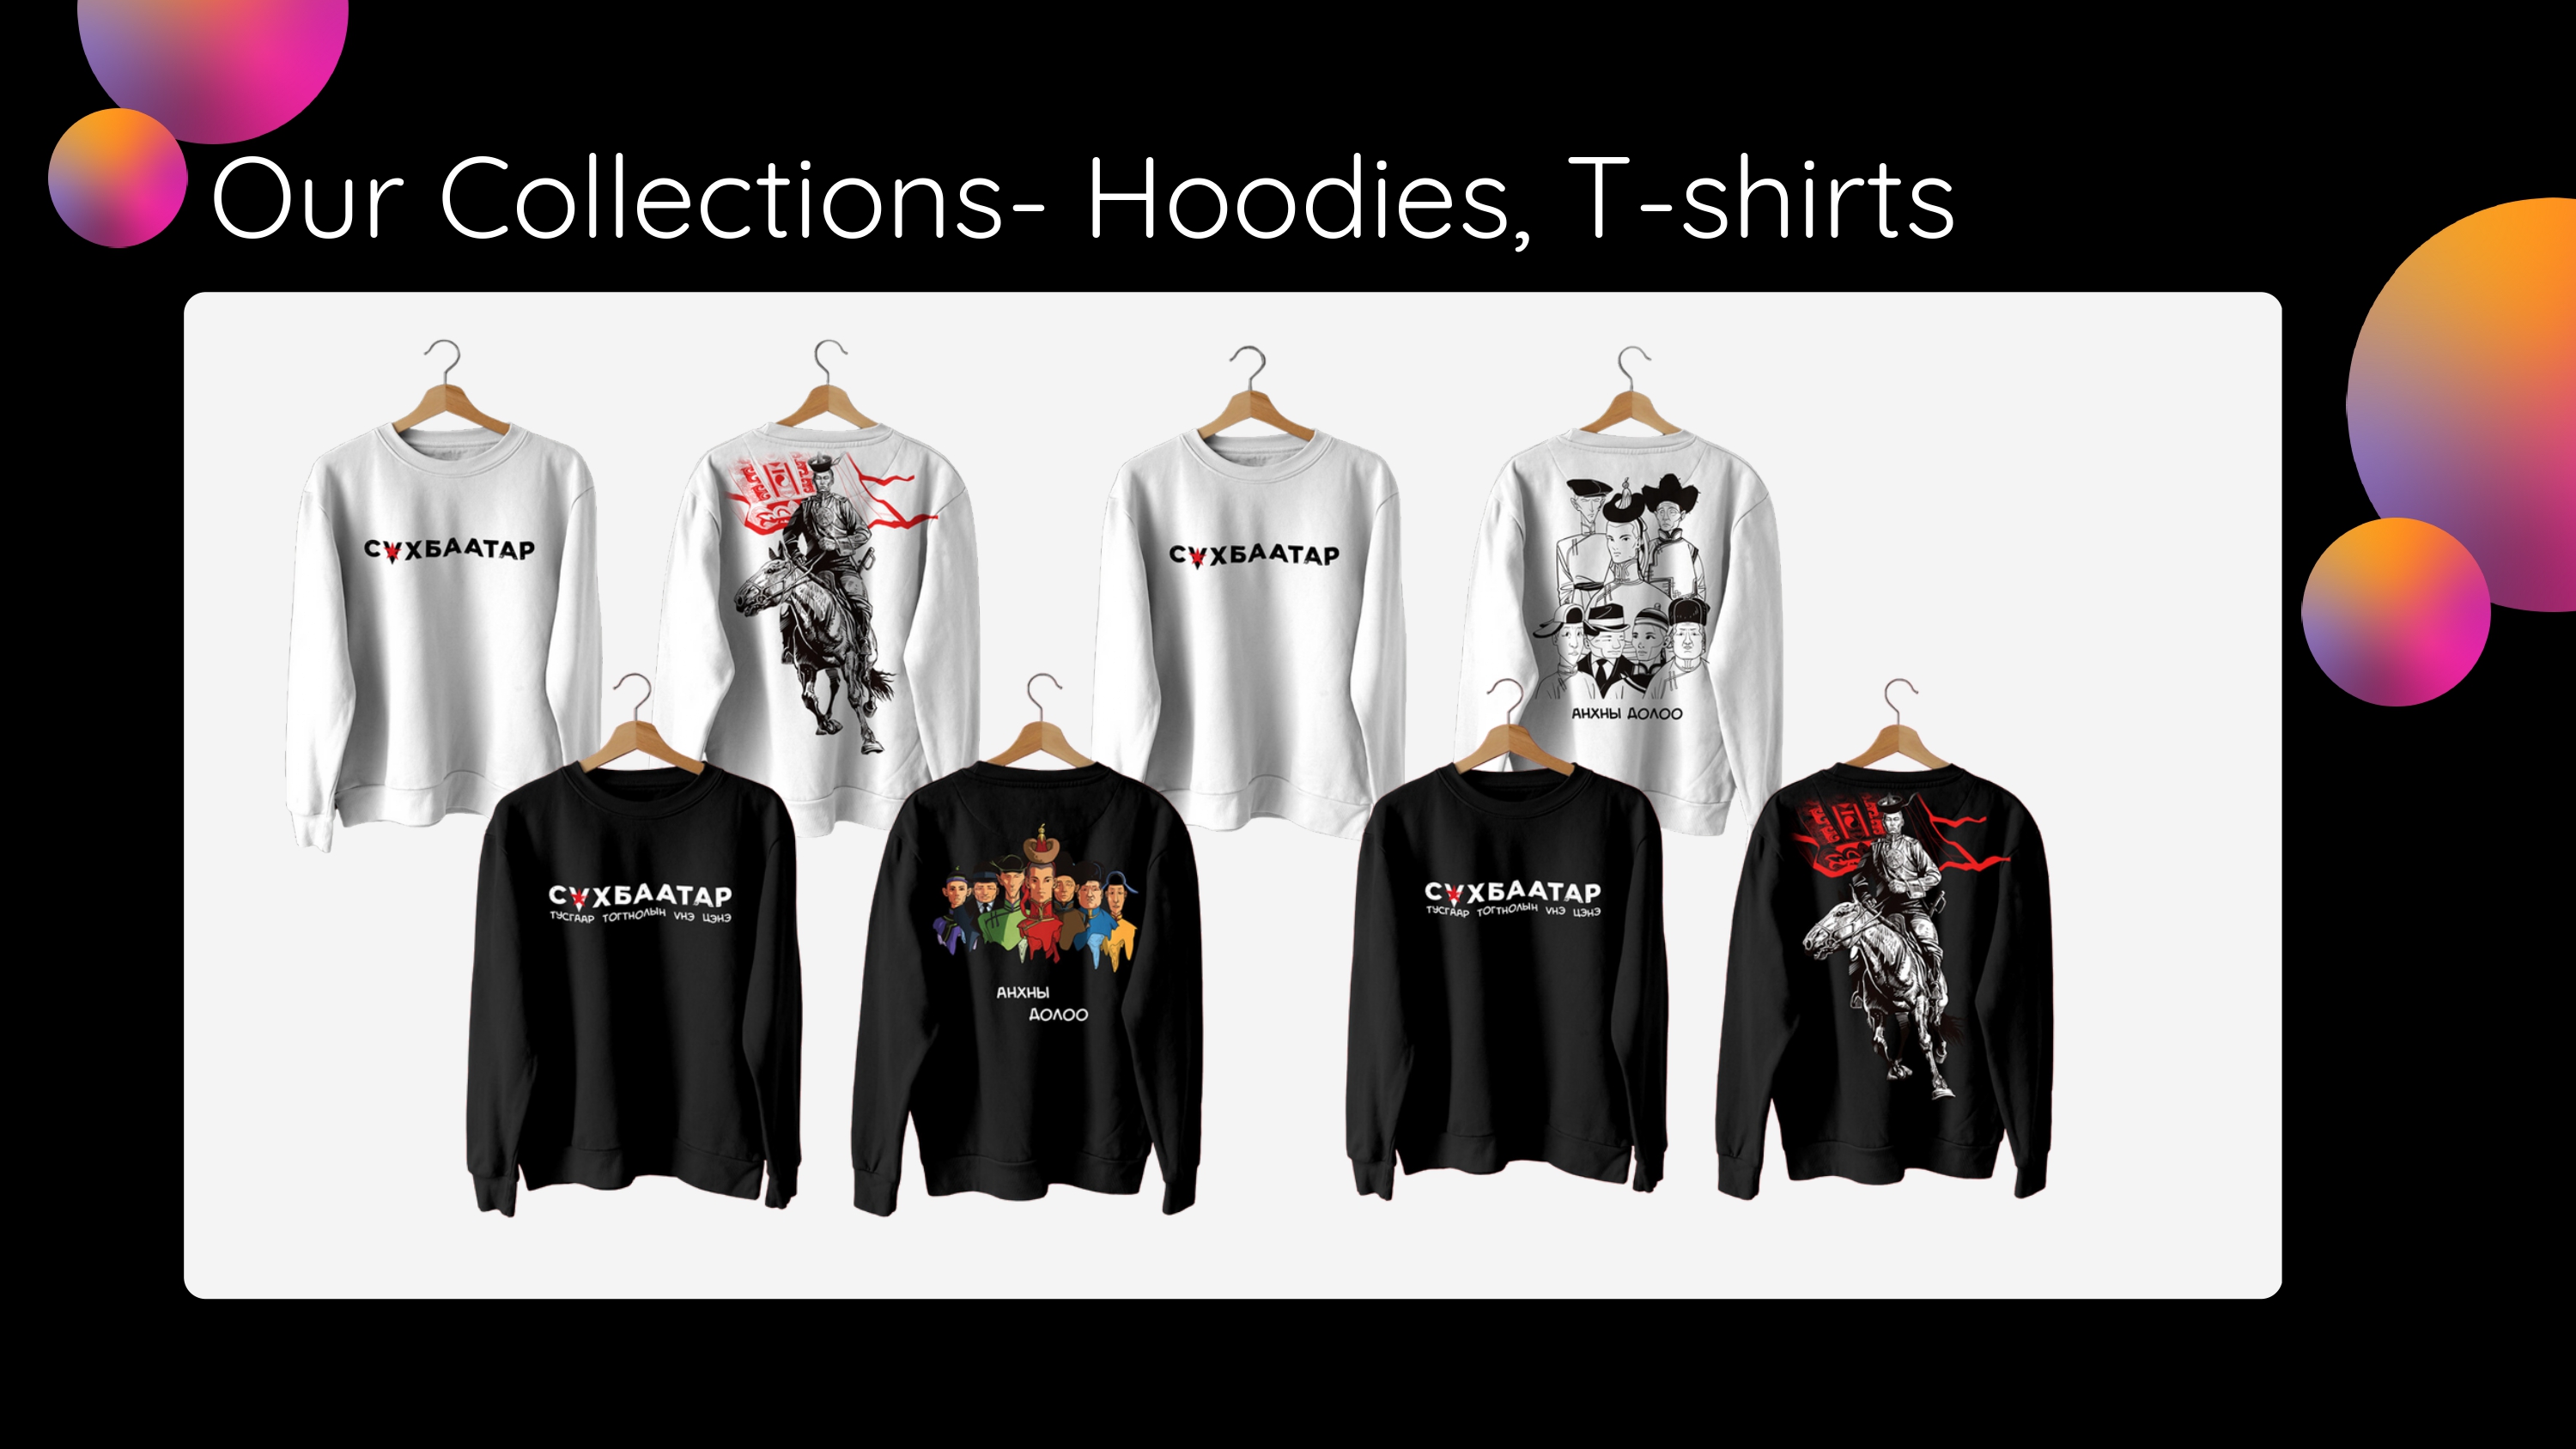 Our Collections- Hoodies, T-shirts
СҮХБААТАР
СҮХБААТАР
АНХНЫ ДОЛОО
СҮХБААТАР
ТУСГААР ТОГТНОЛЫН ҮНЭ ЦЭНЭ
АНХНЫ
ДОЛОО
СҮХБААТАР
ТУСГААР ТОГТНОЛЫН ҮНЭ ЦЭНЭ